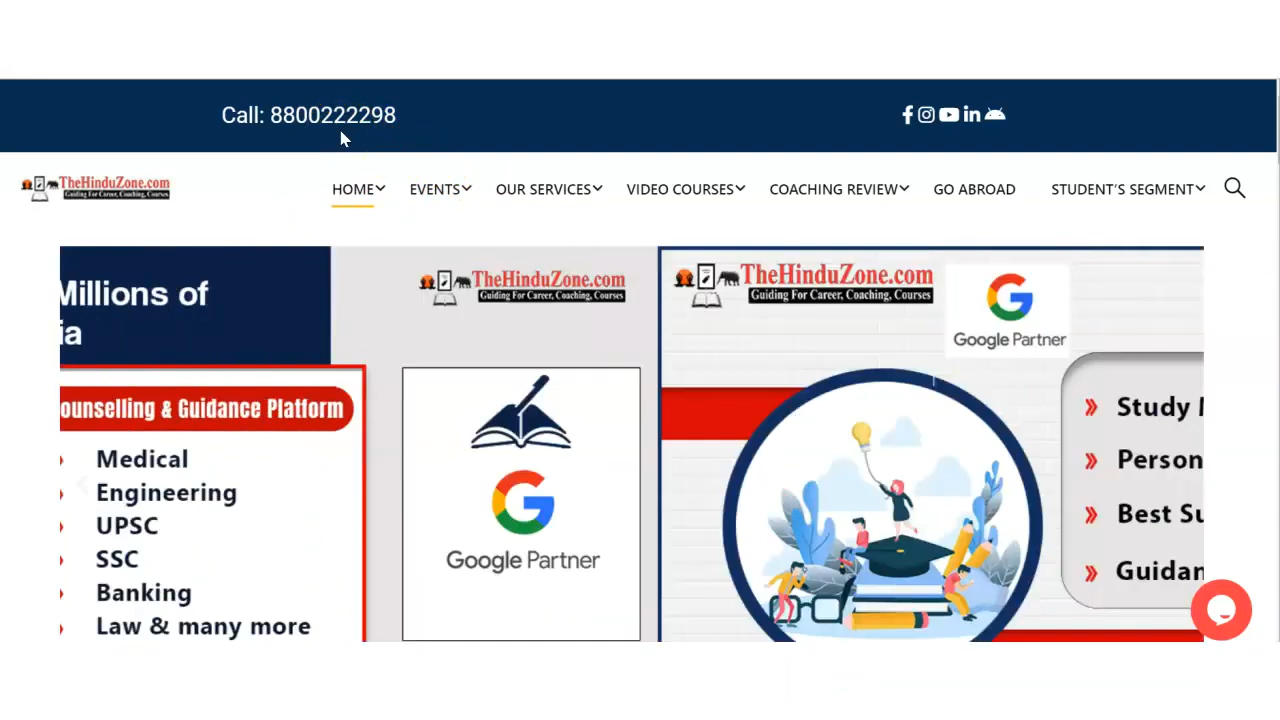 Call: 8800222298
TheHinduZone.com
Guiding For Career, Coaching, Courses
HOME EVENTS OUR SERVICES VIDEO COURSES COACHING REVIEW GO ABROAD STUDENT'S SEGMENT
Millions of
ia
ounselling & Guidance Platform
Medical
Engineering
UPSC
SSC
Banking
Law & many more
TheHinduZone.com
Guiding For Career, Coaching, Courses
Google Partner
TheHinduZone.com
Guiding For Career, Coaching, Courses
Google Partner
Study
Person
Best Su
Guidan